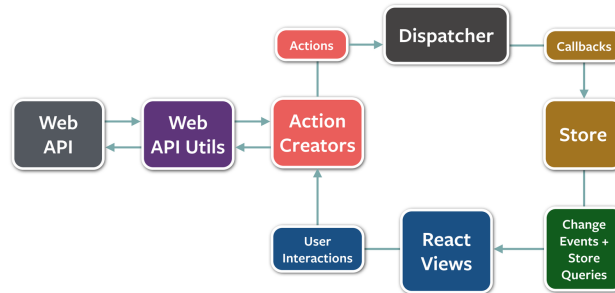 Actions
Dispatcher
Callbacks
Web
API
Web
API Utils
Action
Creators
Store
User
Interactions
React
Views
Change
Events +
Store
Queries